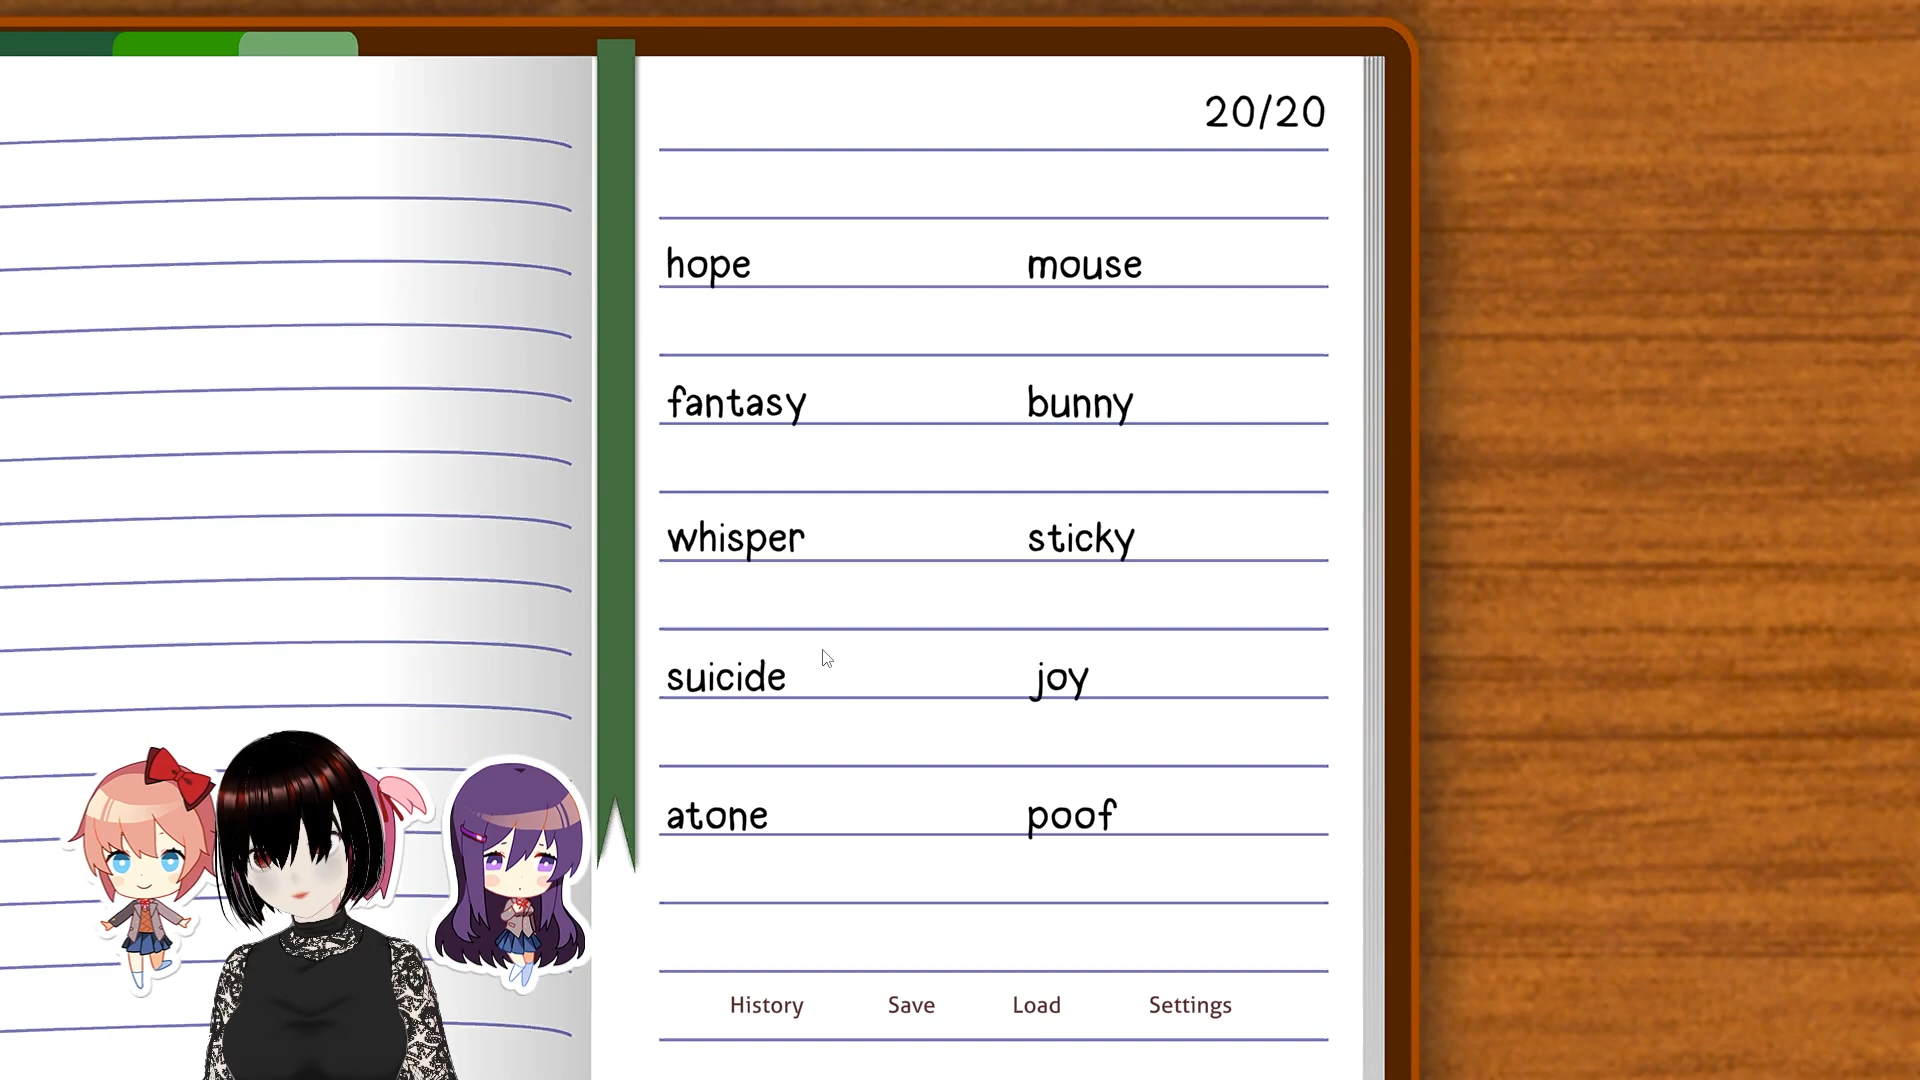 20/20
hope mouse
fantasy bunny
whisper sticky
suicide joy
atone poof
History Save Load Settings